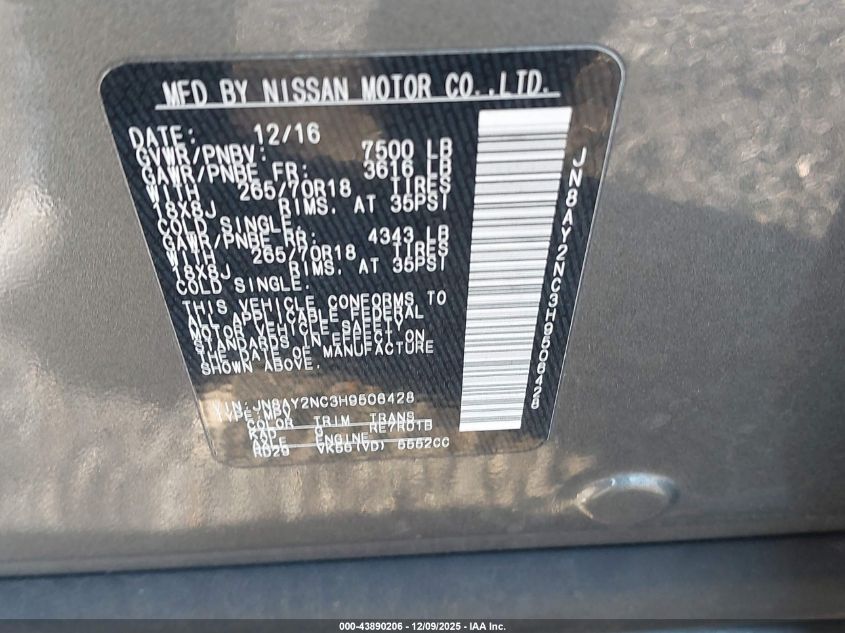 MFD BY NISSAN MOTOR CO.,LTD.
DATE: 12/16
GVWR/PNBV: 7500 LB
GAWR/PNBE FR: 3616 LB
WITH 265/70R18 TIRES
18X8J RIMS. AT 35PSI
COLD SINGLE.
GAWR/PNBE RR: 4343 LB
WITH 265/70R18 TIRES
18X8J RIMS. AT 35PSI
COLD SINGLE.
THIS VEHICLE CONFORMS TO
ALL APPLICABLE FEDERAL
MOTOR VEHICLE SAFETY
STANDARDS IN EFFECT ON
THE DATE OF MANUFACTURE
SHOWN ABOVE.
VIN:JN8AY2NC3H9506428
TYPE:MPV
COLOR TRIM TRANS
KAD G RE7R01B
AXLE ENGINE
RD29 VK56(VD) 5552CC
JN8AY2NC3H9506428
000-43890206 - 12/09/2025 - IAA Inc.